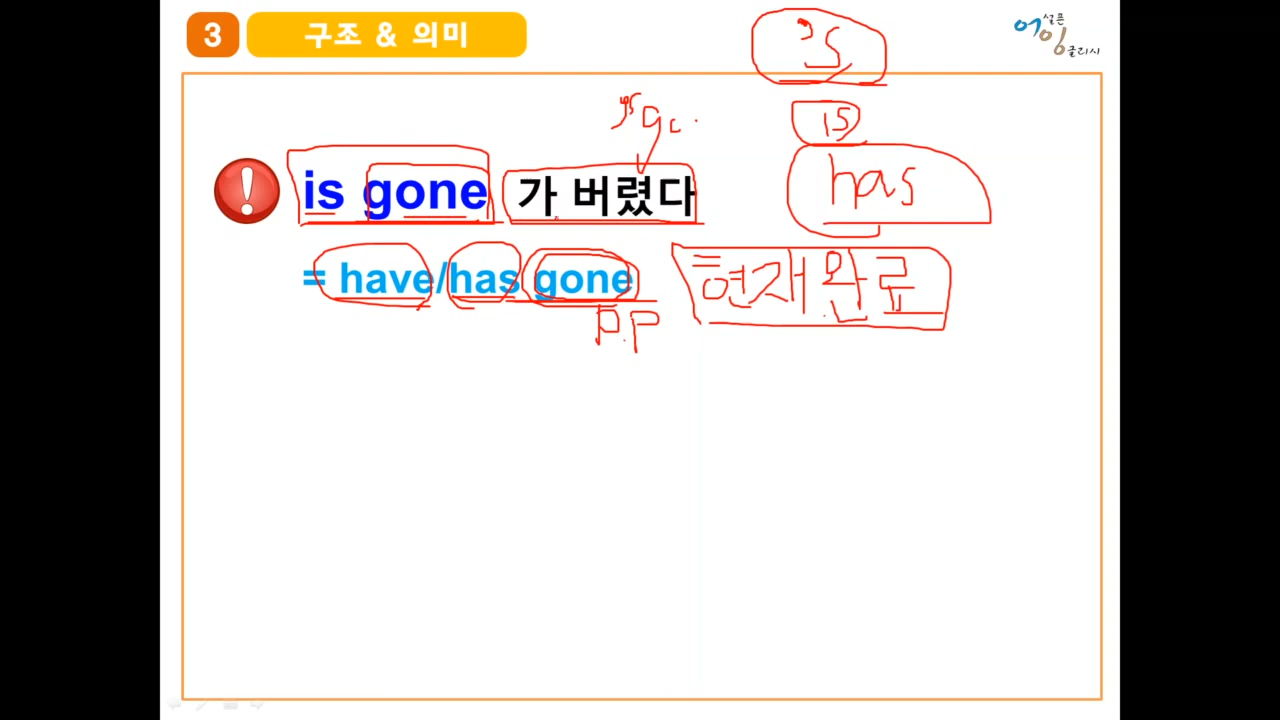 3 구조 & 의미
어설픈
잉글리시
's
is
has
's go
is gone 가 버렸다
= have/has gone
현재완료
p.p